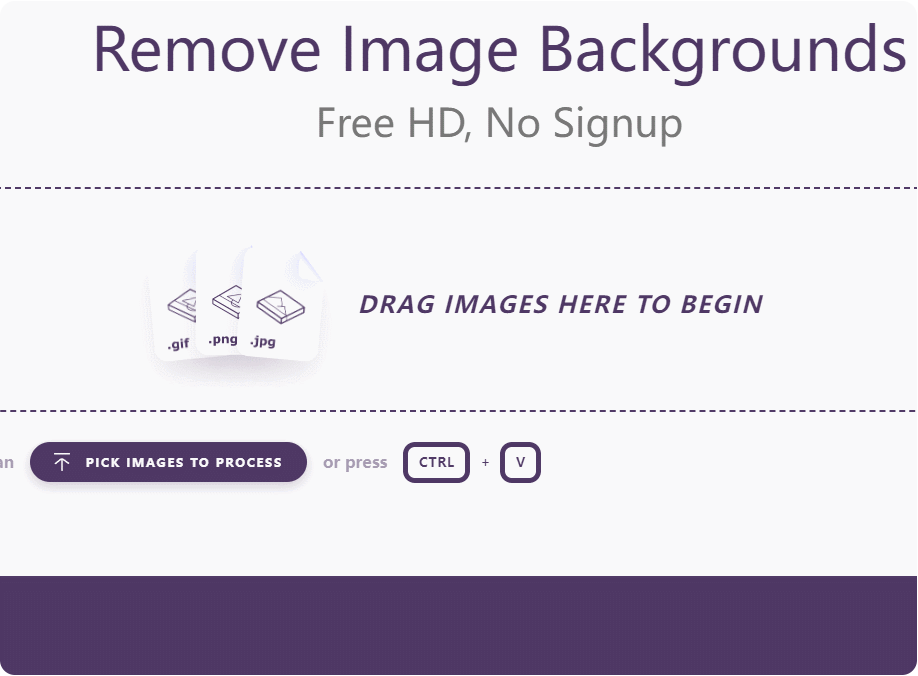 Remove Image Backgrounds
Free HD, No Signup
.gif .png .jpg
DRAG IMAGES HERE TO BEGIN
an PICK IMAGES TO PROCESS or press CTRL + V